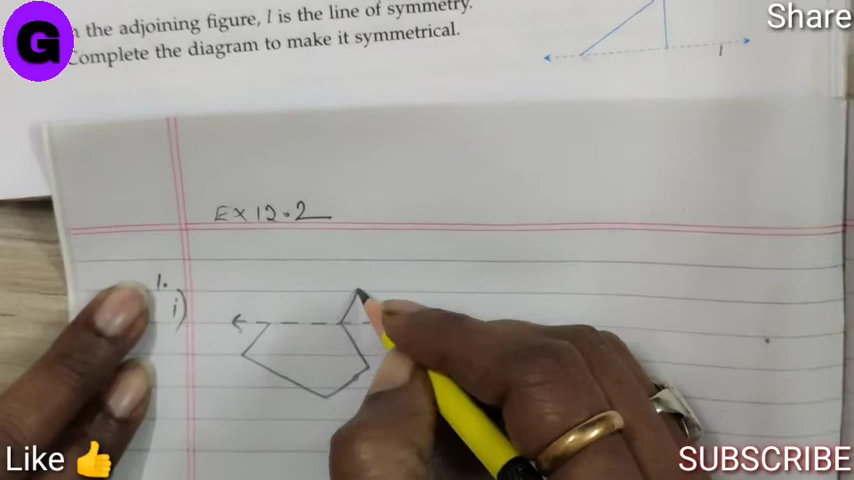 G
n the adjoining figure, l is the line of symmetry.
Complete the diagram to make it symmetrical.
l
Share
EX 12.2
1.
i)
Like
SUBSCRIBE